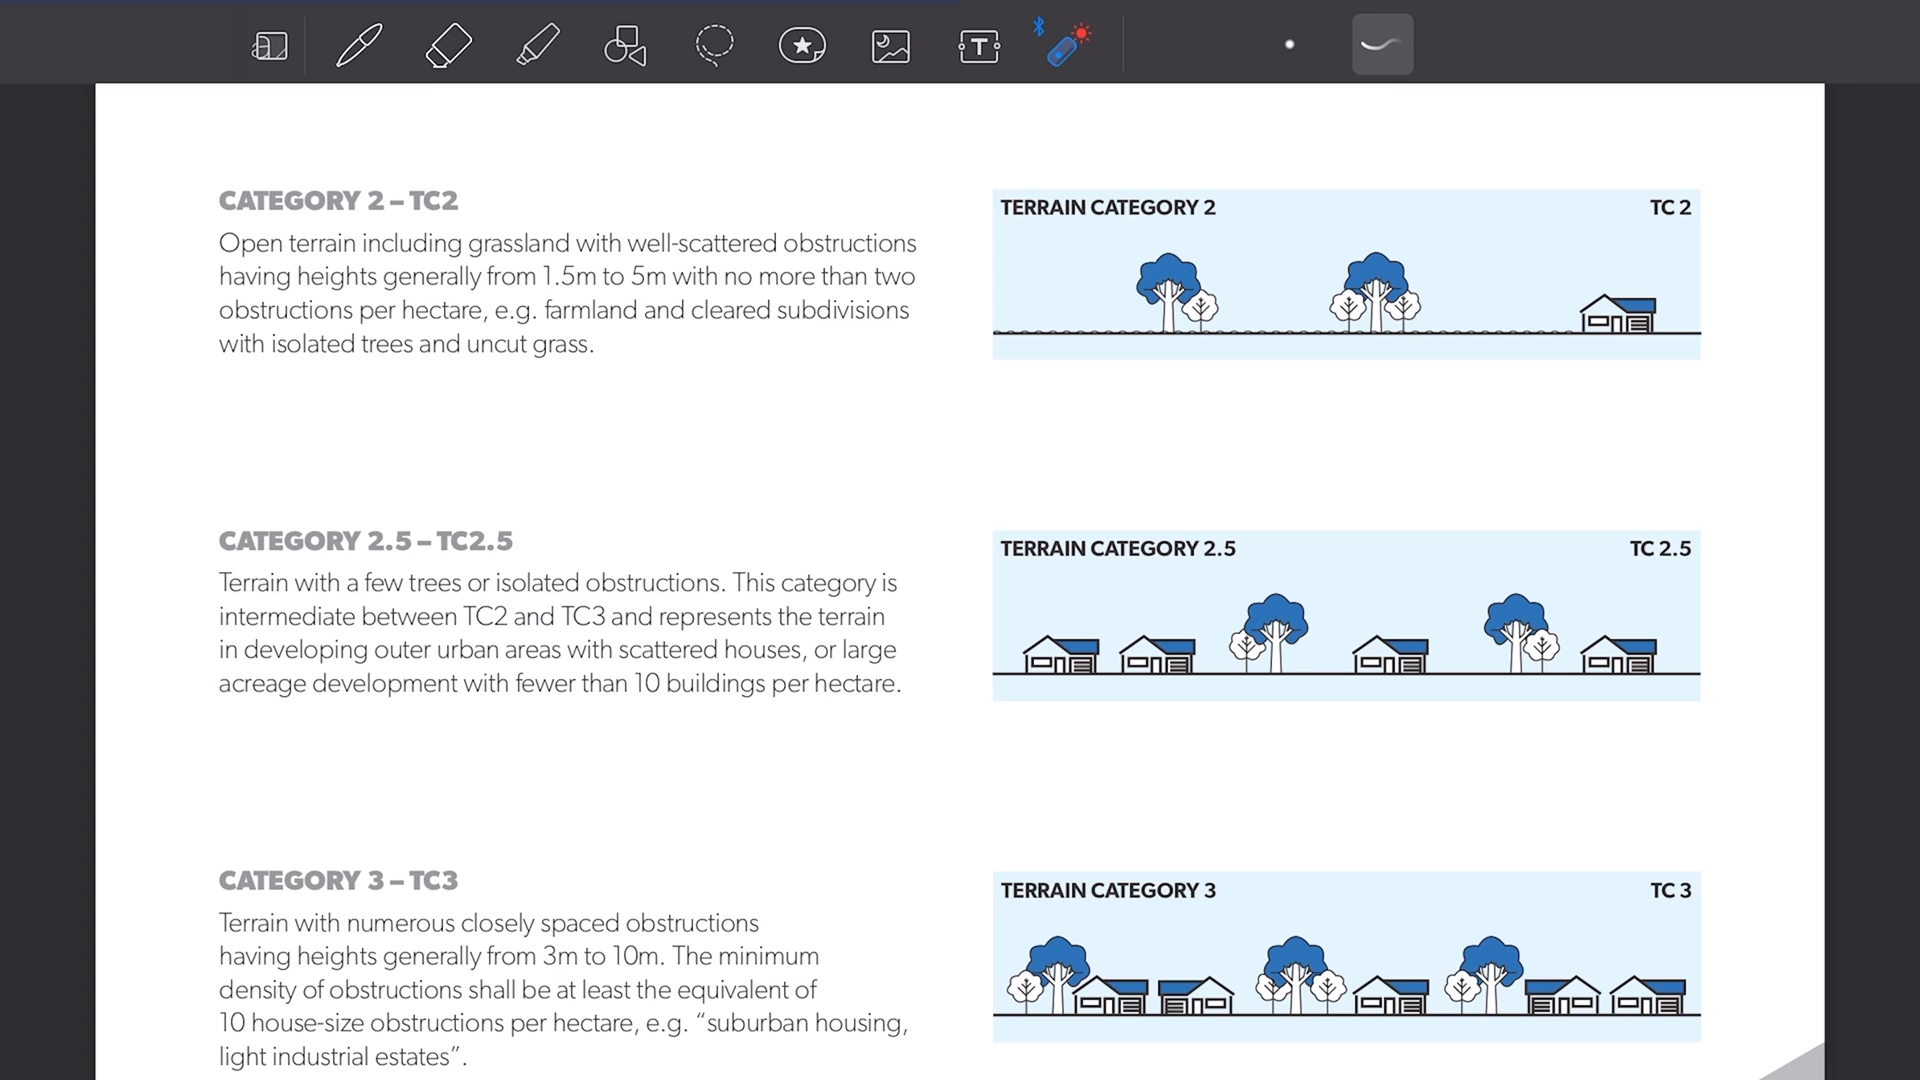 CATEGORY 2 – TC2
Open terrain including grassland with well-scattered obstructions
having heights generally from 1.5m to 5m with no more than two
obstructions per hectare, e.g. farmland and cleared subdivisions
with isolated trees and uncut grass.
TERRAIN CATEGORY 2
TC 2
CATEGORY 2.5 – TC2.5
Terrain with a few trees or isolated obstructions. This category is
intermediate between TC2 and TC3 and represents the terrain
in developing outer urban areas with scattered houses, or large
acreage development with fewer than 10 buildings per hectare.
TERRAIN CATEGORY 2.5
TC 2.5
CATEGORY 3 – TC3
Terrain with numerous closely spaced obstructions
having heights generally from 3m to 10m. The minimum
density of obstructions shall be at least the equivalent of
10 house-size obstructions per hectare, e.g. “suburban housing,
light industrial estates”.
TERRAIN CATEGORY 3
TC 3